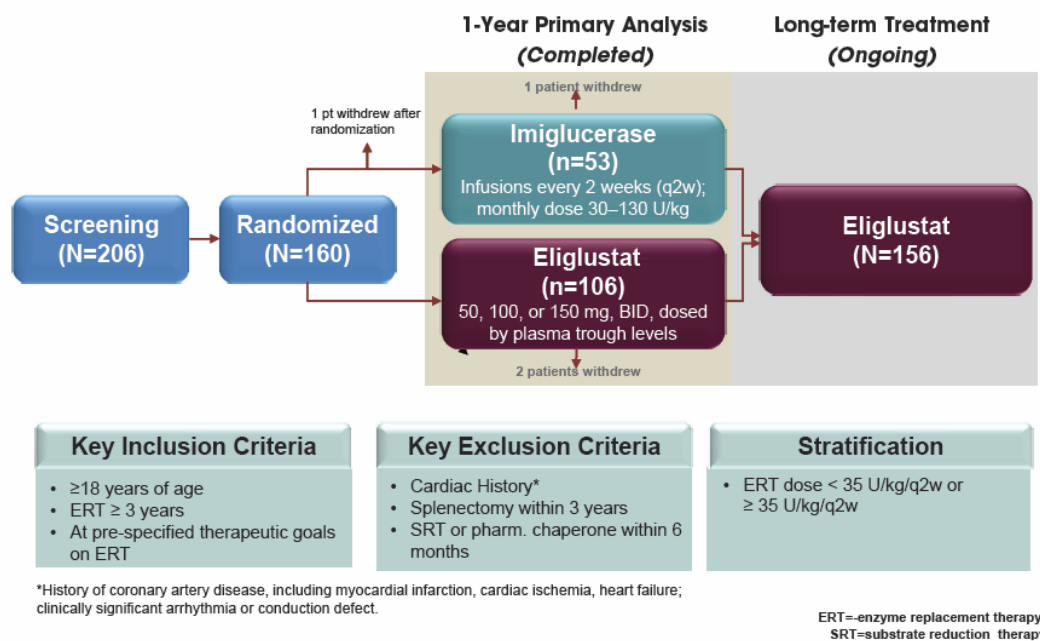 1-Year Primary Analysis
(Completed)
Long-term Treatment
(Ongoing)
1 patient withdrew
1 pt withdrew after
randomization
Imiglucerase
(n=53)
Infusions every 2 weeks (q2w);
monthly dose 30–130 U/kg
Screening
(N=206)
Randomized
(N=160)
Eliglustat
(n=106)
50, 100, or 150 mg, BID, dosed
by plasma trough levels
Eliglustat
(N=156)
2 patients withdrew
Key Inclusion Criteria
• ≥18 years of age
• ERT ≥ 3 years
• At pre-specified therapeutic goals
on ERT
Key Exclusion Criteria
• Cardiac History*
• Splenectomy within 3 years
• SRT or pharm. chaperone within 6
months
Stratification
• ERT dose < 35 U/kg/q2w or
≥ 35 U/kg/q2w
*History of coronary artery disease, including myocardial infarction, cardiac ischemia, heart failure;
clinically significant arrhythmia or conduction defect.
ERT=-enzyme replacement therapy
SRT=substrate reduction therapy